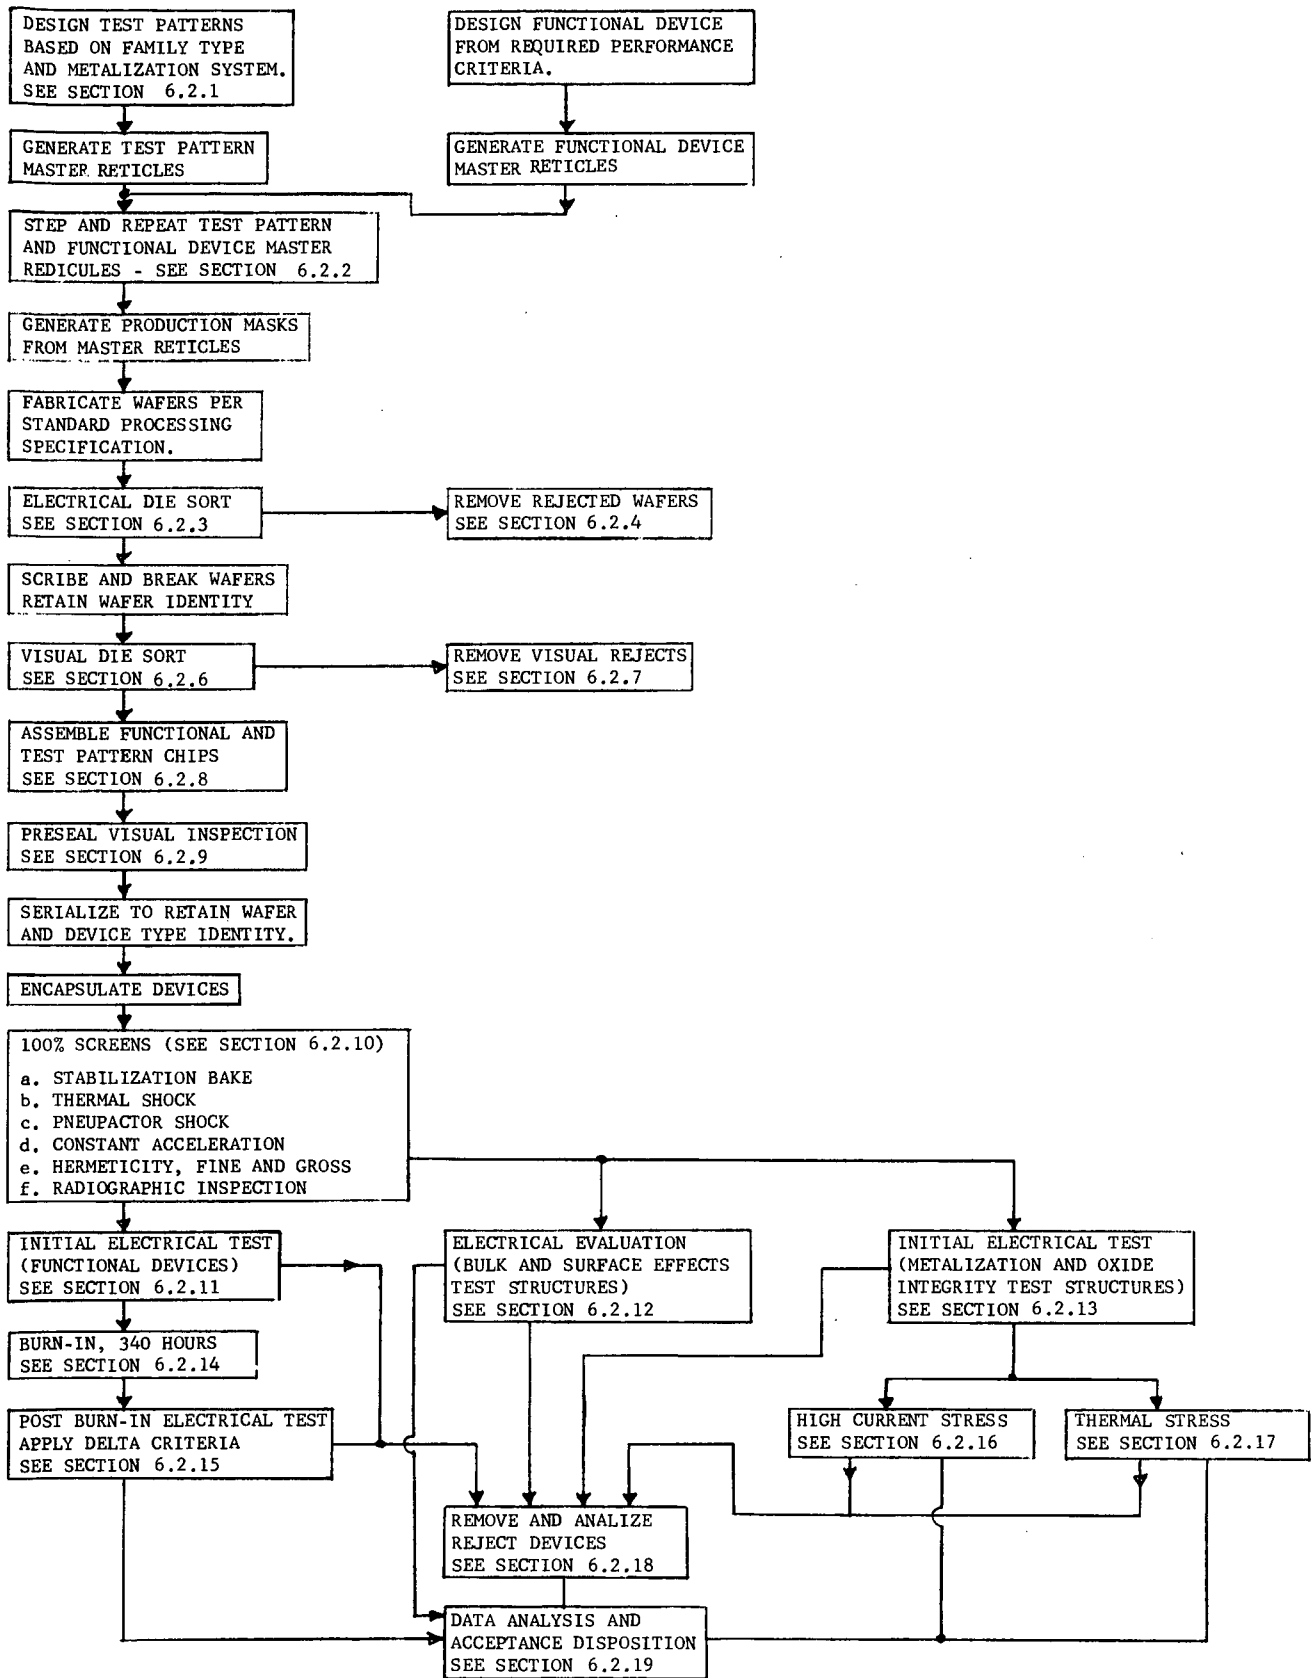 DESIGN TEST PATTERNS
BASED ON FAMILY TYPE
AND METALIZATION SYSTEM.
SEE SECTION 6.2.1
DESIGN FUNCTIONAL DEVICE
FROM REQUIRED PERFORMANCE
CRITERIA.
GENERATE TEST PATTERN
MASTER RETICLES
GENERATE FUNCTIONAL DEVICE
MASTER RETICLES
STEP AND REPEAT TEST PATTERN
AND FUNCTIONAL DEVICE MASTER
REDICULES - SEE SECTION 6.2.2
GENERATE PRODUCTION MASKS
FROM MASTER RETICLES
FABRICATE WAFERS PER
STANDARD PROCESSING
SPECIFICATION.
ELECTRICAL DIE SORT
SEE SECTION 6.2.3
REMOVE REJECTED WAFERS
SEE SECTION 6.2.4
SCRIBE AND BREAK WAFERS
RETAIN WAFER IDENTITY
VISUAL DIE SORT
SEE SECTION 6.2.6
REMOVE VISUAL REJECTS
SEE SECTION 6.2.7
ASSEMBLE FUNCTIONAL AND
TEST PATTERN CHIPS
SEE SECTION 6.2.8
PRESEAL VISUAL INSPECTION
SEE SECTION 6.2.9
SERIALIZE TO RETAIN WAFER
AND DEVICE TYPE IDENTITY.
ENCAPSULATE DEVICES
100% SCREENS (SEE SECTION 6.2.10)
a. STABILIZATION BAKE
b. THERMAL SHOCK
c. PNEUPACTOR SHOCK
d. CONSTANT ACCELERATION
e. HERMETICITY, FINE AND GROSS
f. RADIOGRAPHIC INSPECTION
INITIAL ELECTRICAL TEST
(FUNCTIONAL DEVICES)
SEE SECTION 6.2.11
ELECTRICAL EVALUATION
(BULK AND SURFACE EFFECTS
TEST STRUCTURES)
SEE SECTION 6.2.12
INITIAL ELECTRICAL TEST
(METALIZATION AND OXIDE
INTEGRITY TEST STRUCTURES)
SEE SECTION 6.2.13
BURN-IN, 340 HOURS
SEE SECTION 6.2.14
POST BURN-IN ELECTRICAL TEST
APPLY DELTA CRITERIA
SEE SECTION 6.2.15
HIGH CURRENT STRESS
SEE SECTION 6.2.16
THERMAL STRESS
SEE SECTION 6.2.17
REMOVE AND ANALIZE
REJECT DEVICES
SEE SECTION 6.2.18
DATA ANALYSIS AND
ACCEPTANCE DISPOSITION
SEE SECTION 6.2.19